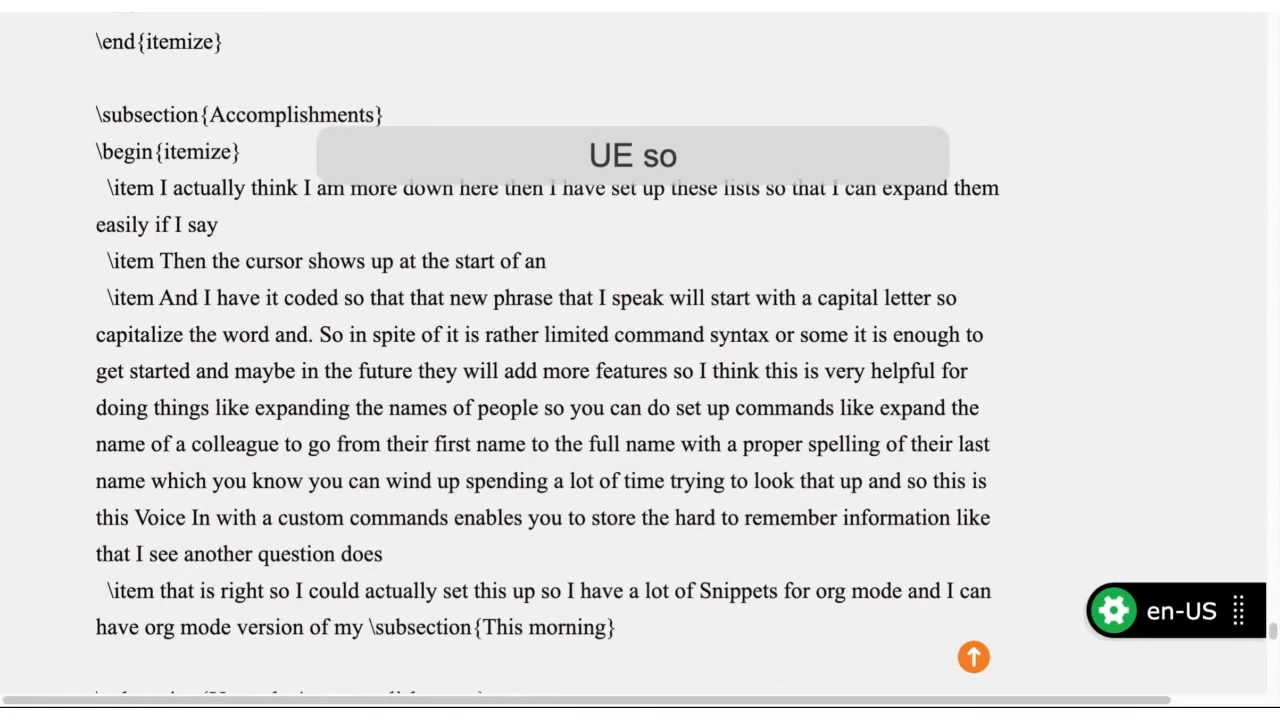 \end{itemize}
\subsection{Accomplishments}
\begin{itemize}
UE so
\item I actually think I am more down here then I have set up these lists so that I can expand them
easily if I say
\item Then the cursor shows up at the start of an
\item And I have it coded so that that new phrase that I speak will start with a capital letter so
capitalize the word and. So in spite of it is rather limited command syntax or some it is enough to
get started and maybe in the future they will add more features so I think this is very helpful for
doing things like expanding the names of people so you can do set up commands like expand the
name of a colleague to go from their first name to the full name with a proper spelling of their last
name which you know you can wind up spending a lot of time trying to look that up and so this is
this Voice In with a custom commands enables you to store the hard to remember information like
that I see another question does
\item that is right so I could actually set this up so I have a lot of Snippets for org mode and I can
have org mode version of my \subsection{This morning}
en-US